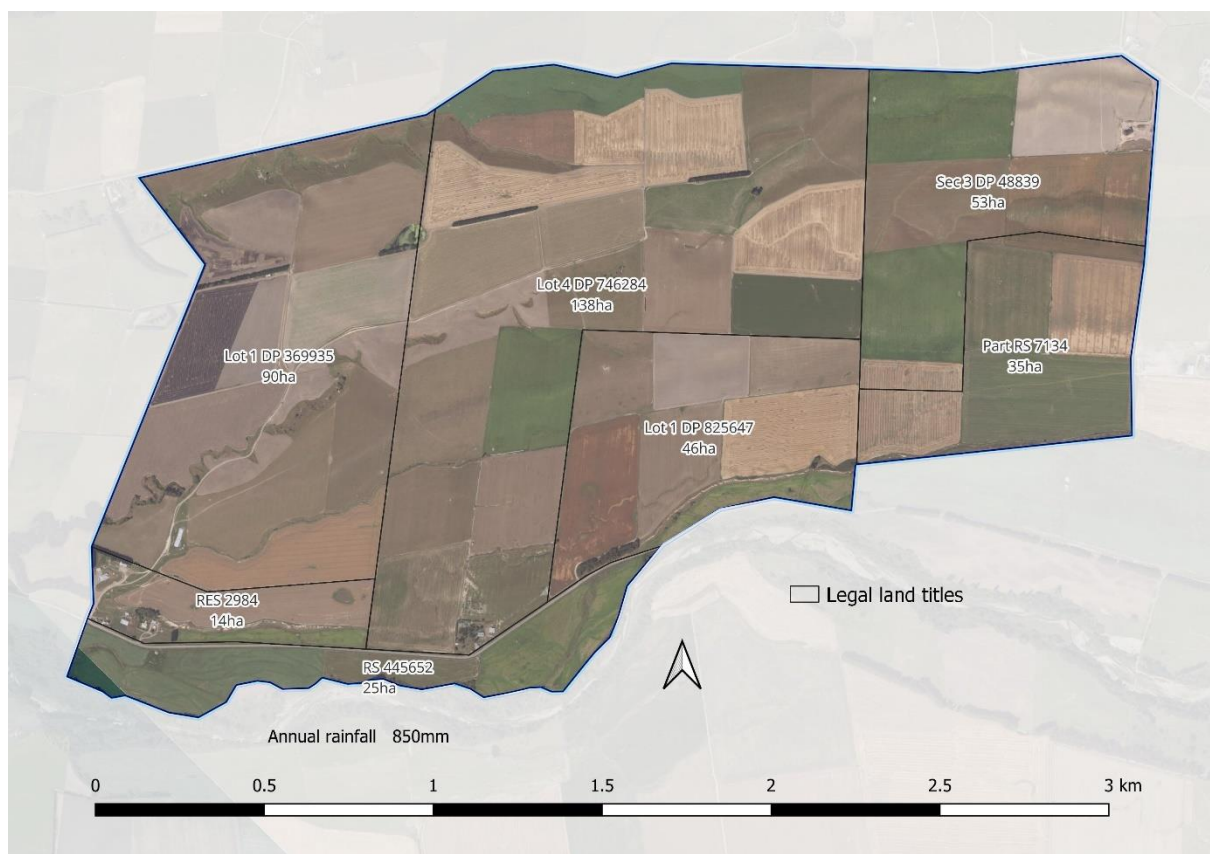 Sec 3 DP 48839
53ha
Lot 4 DP 746284
138ha
Part RS 7134
35ha
Lot 1 DP 369935
90ha
Lot 1 DP 825647
46ha
RES 2984
14ha
Legal land titles
RS 445652
25ha
Annual rainfall 850mm
0 0.5 1 1.5 2 2.5 3 km